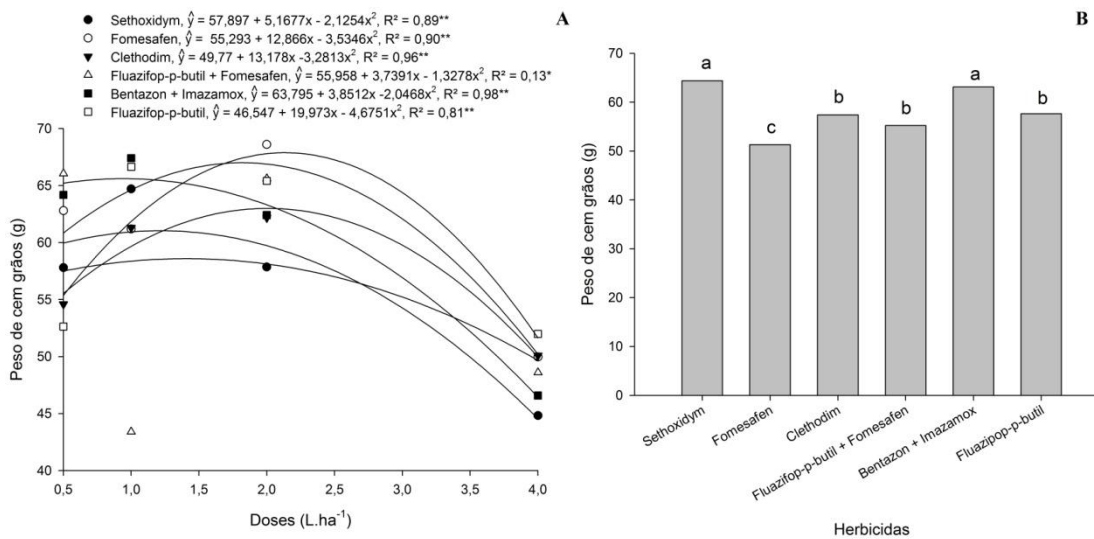 A
Sethoxidym, ŷ = 57,897 + 5,1677x - 2,1254x², R² = 0,89**
Fomesafen, ŷ = 55,293 + 12,866x - 3,5346x², R² = 0,90**
Clethodim, ŷ = 49,77 + 13,178x -3,2813x², R² = 0,96**
Fluazifop-p-butil + Fomesafen, ŷ = 55,958 + 3,7391x - 1,3278x², R² = 0,13*
Bentazon + Imazamox, ŷ = 63,795 + 3,8512x -2,0468x², R² = 0,98**
Fluazifop-p-butil, ŷ = 46,547 + 19,973x - 4,6751x², R² = 0,81**
Peso de cem grãos (g)
70
65
60
55
50
45
40
0,5 1,0 1,5 2,0 2,5 3,0 3,5 4,0
Doses (L.ha⁻¹)
B
Peso de cem grãos (g)
80
70
60
50
40
30
20
10
0
a c b b a b
Sethoxidym
Fomesafen
Clethodim
Fluazifop-p-butil + Fomesafen
Bentazon + Imazamox
Fluazipop-p-butil
Herbicidas